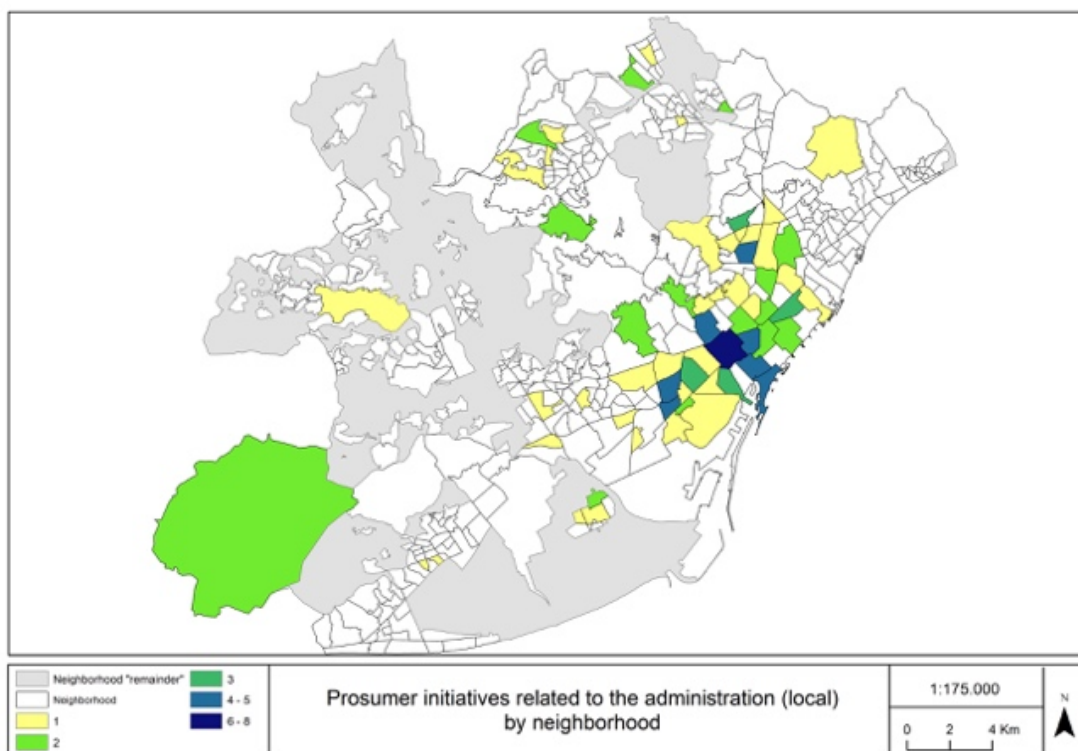 Neighborhood "remainder"
Neighborhood
1
2
3
4 - 5
6 - 8
Prosumer initiatives related to the administration (local)
by neighborhood
1:175.000
0 2 4 Km
N